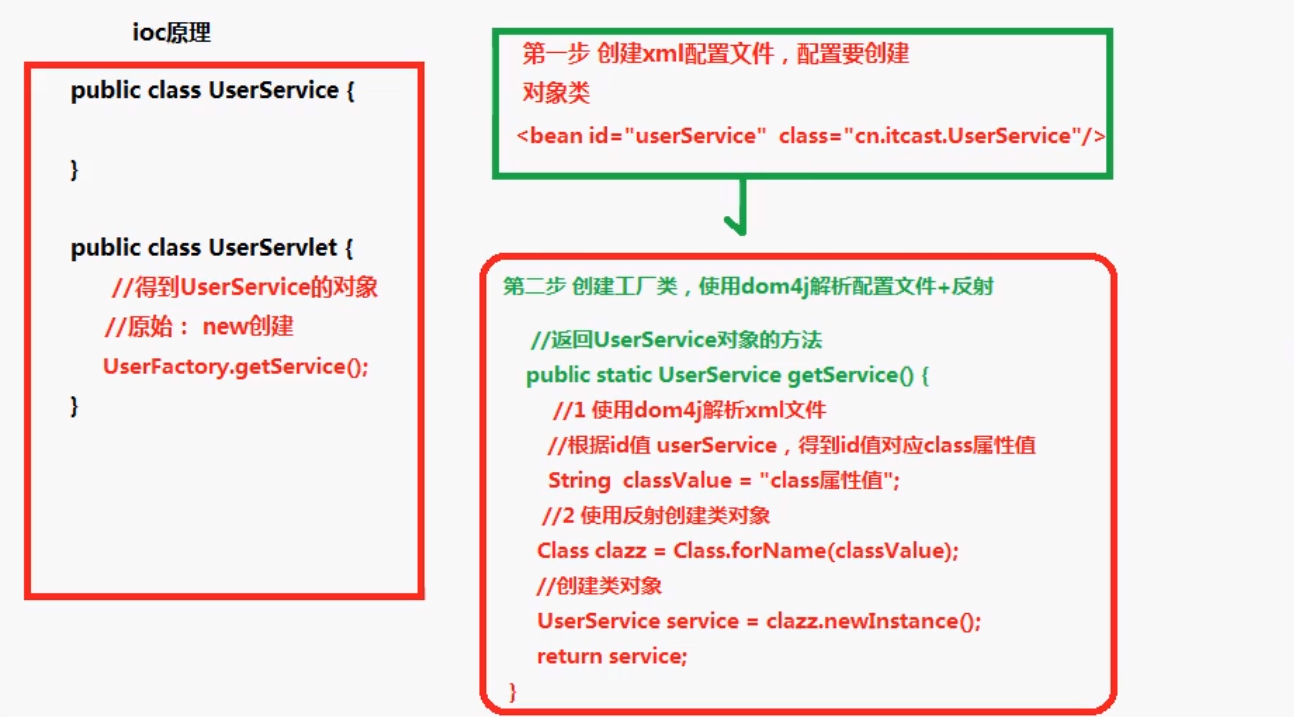 ioc原理
public class UserService {
}
public class UserServlet {
//得到UserService的对象
//原始： new创建
UserFactory.getService();
}
第一步 创建xml配置文件，配置要创建
对象类
<bean id="userService"  class="cn.itcast.UserService"/>
第二步 创建工厂类，使用dom4j解析配置文件+反射
//返回UserService对象的方法
public static UserService getService() {
//1 使用dom4j解析xml文件
//根据id值 userService，得到id值对应class属性值
String  classValue = "class属性值";
//2 使用反射创建类对象
Class clazz = Class.forName(classValue);
//创建类对象
UserService service = clazz.newInstance();
return service;
}